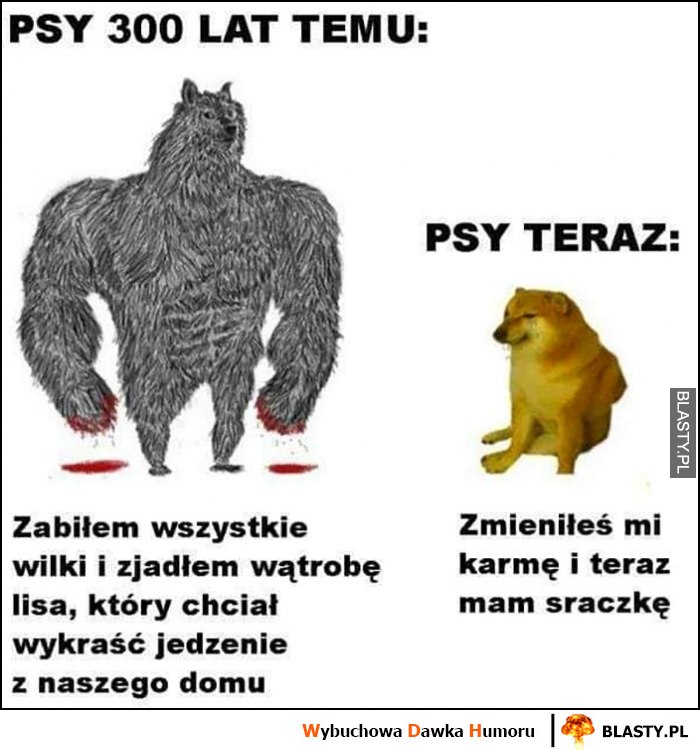 PSY 300 LAT TEMU:
Zabiłem wszystkie
wilki i zjadłem wątrobę
lisa, który chciał
wykraść jedzenie
z naszego domu
PSY TERAZ:
Zmieniłeś mi
karmę i teraz
mam sraczkę
BLASTY.PL
Wybuchowa Dawka Humoru
BLASTY.PL